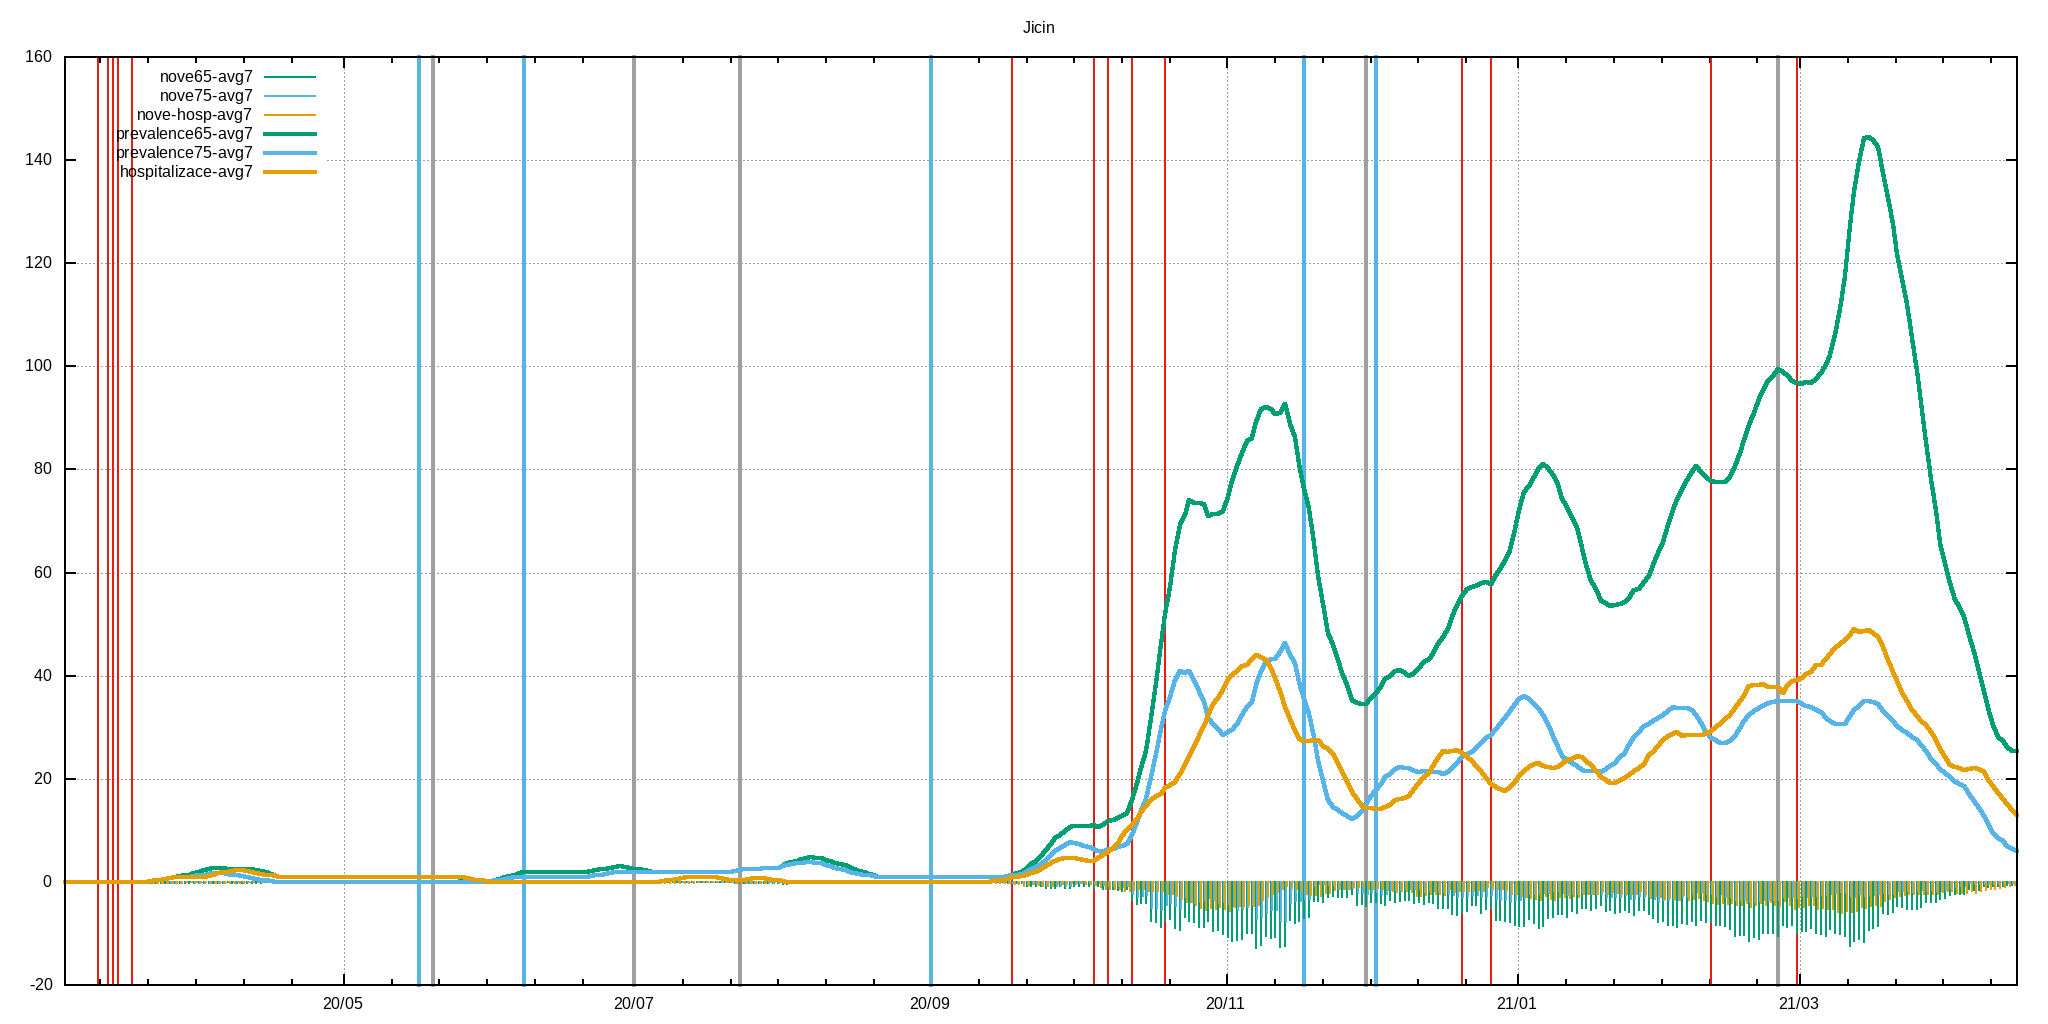 Jicin
160
140
120
100
80
60
40
20
0
-20
nove65-avg7
nove75-avg7
nove-hosp-avg7
prevalence65-avg7
prevalence75-avg7
hospitalizace-avg7
20/05 20/07 20/09 20/11 21/01 21/03